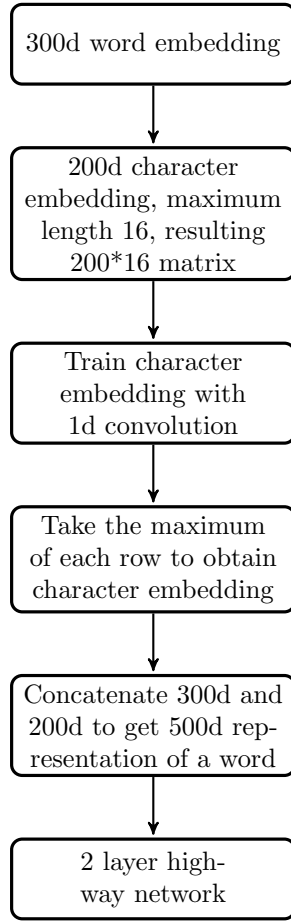 300d word embedding
200d character
embedding, maximum
length 16, resulting
200*16 matrix
Train character
embedding with
1d convolution
Take the maximum
of each row to obtain
character embedding
Concatenate 300d and
200d to get 500d rep-
resentation of a word
2 layer high-
way network